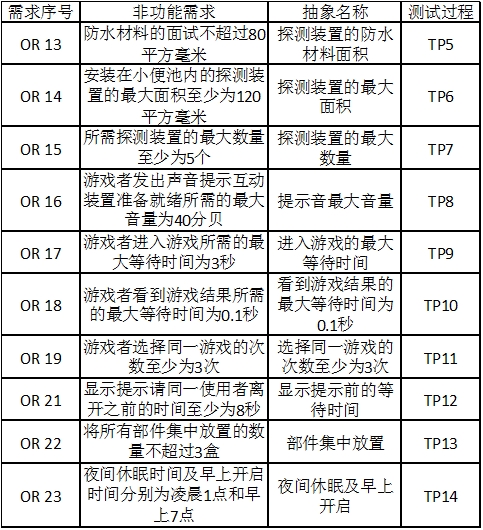 需求序号 非功能需求 抽象名称 测试过程
OR 13 防水材料的面试不超过80平方毫米 探测装置的防水材料面积 TP5
OR 14 安装在小便池内的探测装置的最大面积至少为120平方毫米 探测装置的最大面积 TP6
OR 15 所需探测装置的最大数量至少为5个 探测装置的最大数量 TP7
OR 16 游戏者发出声音提示互动装置准备就绪所需的最大音量为40分贝 提示音最大音量 TP8
OR 17 游戏者进入游戏所需的最大等待时间为3秒 进入游戏的最大等待时间 TP9
OR 18 游戏者看到游戏结果所需的最大等待时间为0.1秒 看到游戏结果的最大等待时间为0.1秒 TP10
OR 19 游戏者选择同一游戏的次数至少为3次 选择同一游戏的次数至少为3次 TP11
OR 21 显示提示请同一使用者离开之前的时间至少为8秒 显示提示前的等待时间 TP12
OR 22 将所有部件集中放置的数量不超过3盒 部件集中放置 TP13
OR 23 夜间休眠时间及早上开启时间分别为凌晨1点和早上7点 夜间休眠及早上开启 TP14